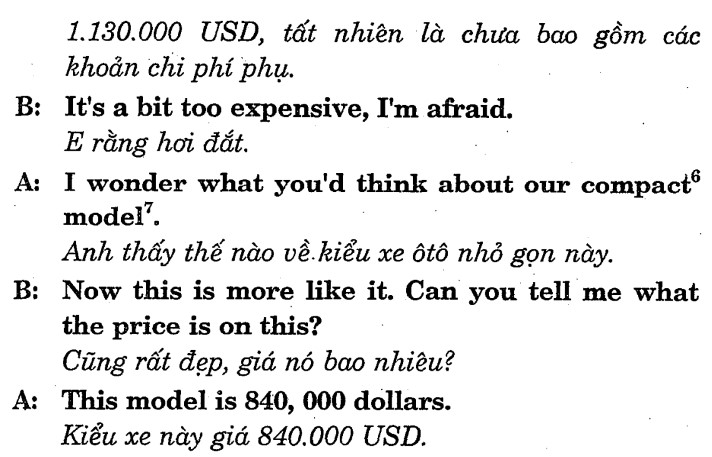 1.130.000 USD, tất nhiên là chưa bao gồm các
khoản chi phí phụ.
B: It's a bit too expensive, I'm afraid.
E rằng hơi đắt.
A: I wonder what you'd think about our compact⁶
model⁷.
Anh thấy thế nào về kiểu xe ôtô nhỏ gọn này.
B: Now this is more like it. Can you tell me what
the price is on this?
Cũng rất đẹp, giá nó bao nhiêu?
A: This model is 840, 000 dollars.
Kiểu xe này giá 840.000 USD.